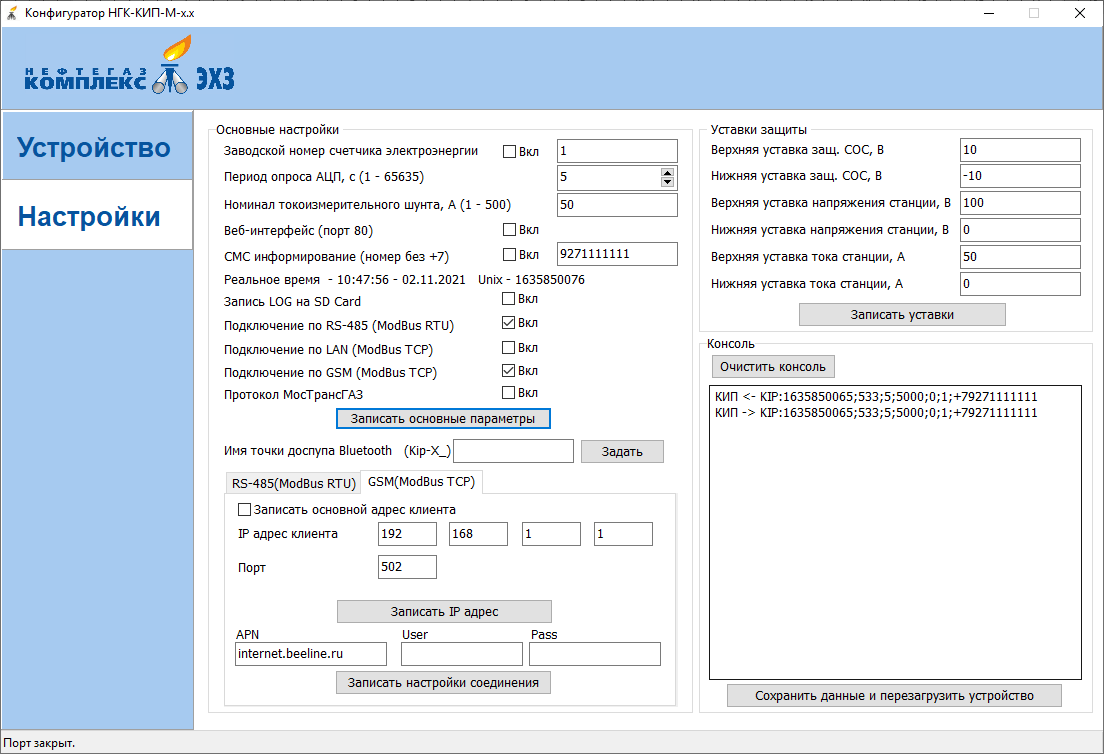 Конфигуратор НГК-КИП-М-х.х
НЕФТЕГАЗ
КОМПЛЕКС ЭХЗ
Устройство
Настройки
Основные настройки
Заводской номер счетчика электроэнергии Вкл 1
Период опроса АЦП, с (1 - 65635) 5
Номинал токоизмерительного шунта, А (1 - 500) 50
Веб-интерфейс (порт 80) Вкл
СМС информирование (номер без +7) Вкл 9271111111
Реальное время - 10:47:56 - 02.11.2021 Unix - 1635850076
Запись LOG на SD Card Вкл
Подключение по RS-485 (ModBus RTU) Вкл
Подключение по LAN (ModBus TCP) Вкл
Подключение по GSM (ModBus TCP) Вкл
Протокол МосТрансГАЗ Вкл
Записать основные параметры
Имя точки доспупа Bluetooth (Kip-X_) Задать
RS-485(ModBus RTU) GSM(ModBus TCP)
Записать основной адрес клиента
IP адрес клиента 192 168 1 1
Порт 502
Записать IP адрес
APN User Pass
internet.beeline.ru
Записать настройки соединения
Уставки защиты
Верхняя уставка защ. СОС, В 10
Нижняя уставка защ. СОС, В -10
Верхняя уставка напряжения станции, В 100
Нижняя уставка напряжения станции, В 0
Верхняя уставка тока станции, А 50
Нижняя уставка тока станции, А 0
Записать уставки
Консоль
Очистить консоль
КИП <- KIP:1635850065;533;5;5000;0;1;+79271111111
КИП -> KIP:1635850065;533;5;5000;0;1;+79271111111
Сохранить данные и перезагрузить устройство
Порт закрыт.